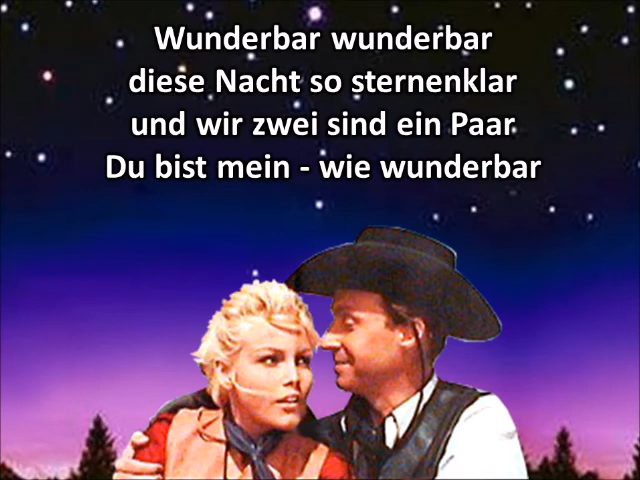 Wunderbar wunderbar
diese Nacht so sternenklar
und wir zwei sind ein Paar
Du bist mein - wie wunderbar